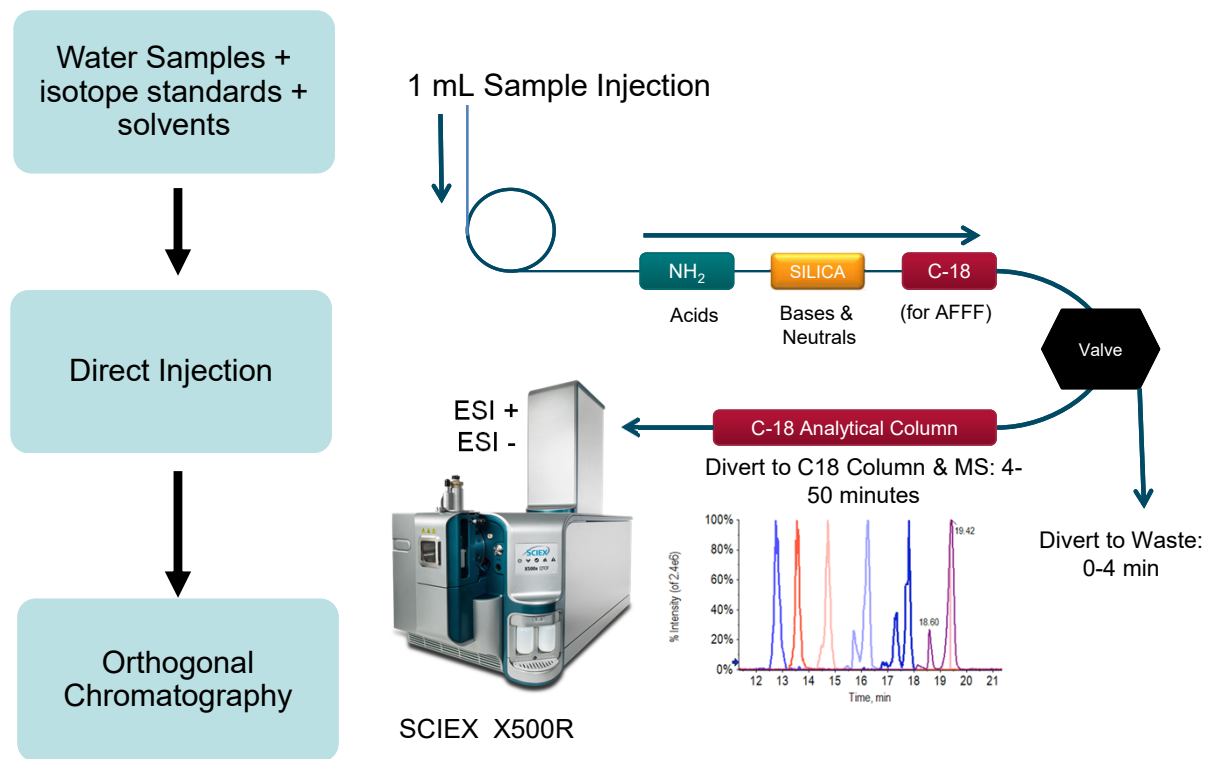 Water Samples +
isotope standards +
solvents
Direct Injection
Orthogonal
Chromatography
1 mL Sample Injection
NH2
SILICA
C-18
Acids
Bases &
Neutrals
(for AFFF)
Valve
ESI +
ESI -
C-18 Analytical Column
Divert to C18 Column & MS: 4-
50 minutes
Divert to Waste:
0-4 min
SCIEX
X500R QTOF
SCIEX X500R
% Intensity (of 2.4e6)
100%
80%
60%
40%
20%
0%
19.42
18.60
12 13 14 15 16 17 18 19 20 21
Time, min